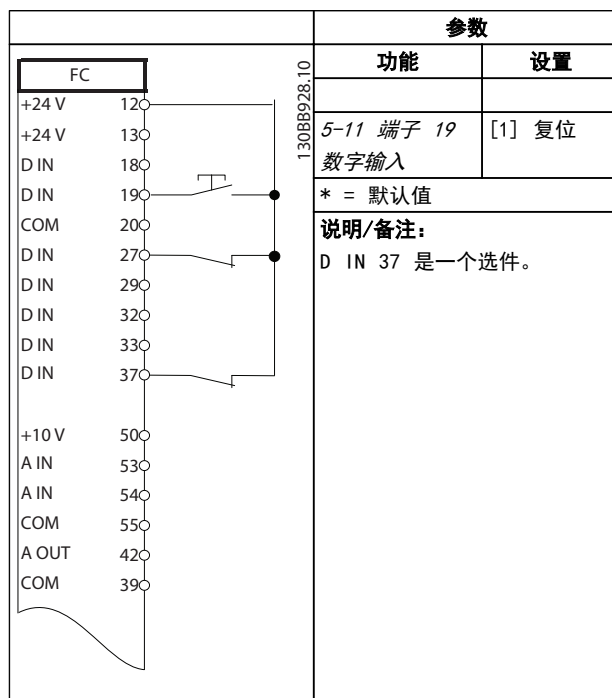 FC
+24 V 12
+24 V 13
D IN 18
D IN 19
COM 20
D IN 27
D IN 29
D IN 32
D IN 33
D IN 37
+10 V 50
A IN 53
A IN 54
COM 55
A OUT 42
COM 39
130BB928.10
参数
功能 设置
5-11 端子 19 [1] 复位
数字输入
* = 默认值
说明/备注:
D IN 37 是一个选件。